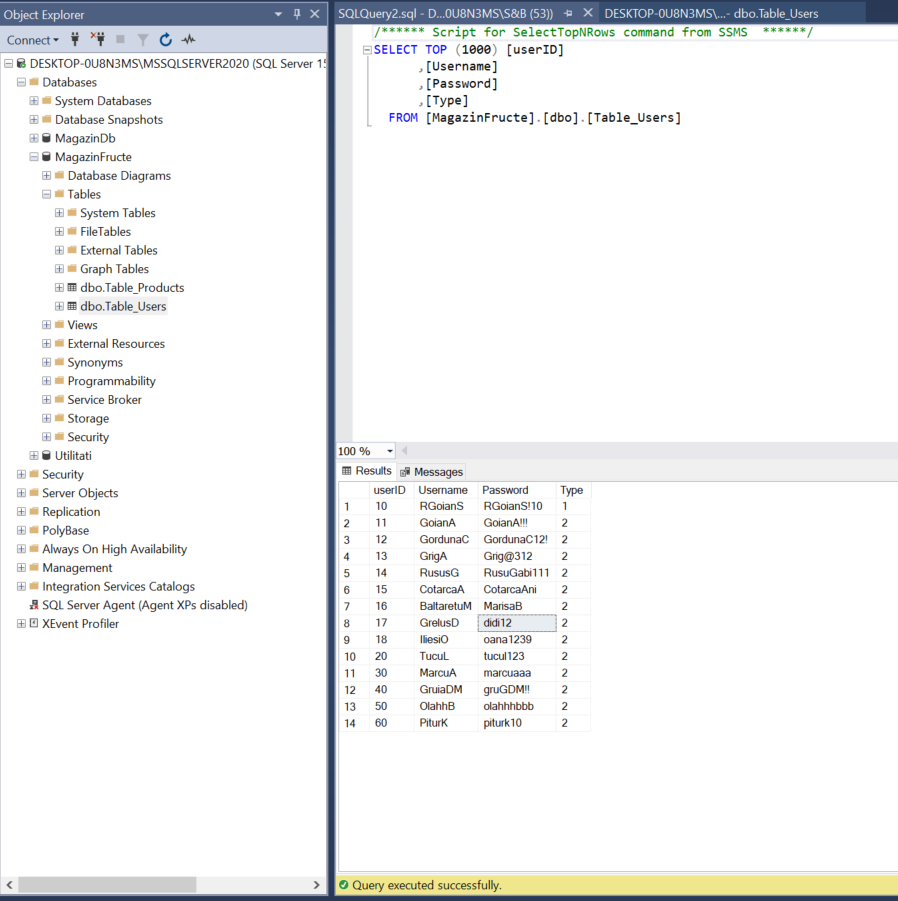 Object Explorer
Connect
DESKTOP-0U8N3MS\MSSQLSERVER2020 (SQL Server 15
Databases
System Databases
Database Snapshots
MagazinDb
MagazinFructe
Database Diagrams
Tables
System Tables
FileTables
External Tables
Graph Tables
dbo.Table_Products
dbo.Table_Users
Views
External Resources
Synonyms
Programmability
Service Broker
Storage
Security
Utilitati
Security
Server Objects
Replication
PolyBase
Always On High Availability
Management
Integration Services Catalogs
SQL Server Agent (Agent XPs disabled)
XEvent Profiler
SQLQuery2.sql - D...0U8N3MS\S&B (53)) DESKTOP-0U8N3MS\...- dbo.Table_Users
/****** Script for SelectTopNRows command from SSMS ******/
SELECT TOP (1000) [userID]
,[Username]
,[Password]
,[Type]
FROM [MagazinFructe].[dbo].[Table_Users]
100 %
Results Messages
userID Username Password Type
1 10 RGoianS RGoianS!10 1
2 11 GoianA GoianA!!! 2
3 12 GordunaC GordunaC12! 2
4 13 GrigA Grig@312 2
5 14 RususG RusuGabi111 2
6 15 CotarcaA CotarcaAni 2
7 16 BaltaretuM MarisaB 2
8 17 GrelusD didi12 2
9 18 IliesiO oana1239 2
10 20 TucuL tucul123 2
11 30 MarcuA marcuaaa 2
12 40 GruiaDM gruGDM!! 2
13 50 OlahhB olahhhbbb 2
14 60 PiturK piturk10 2
Query executed successfully.